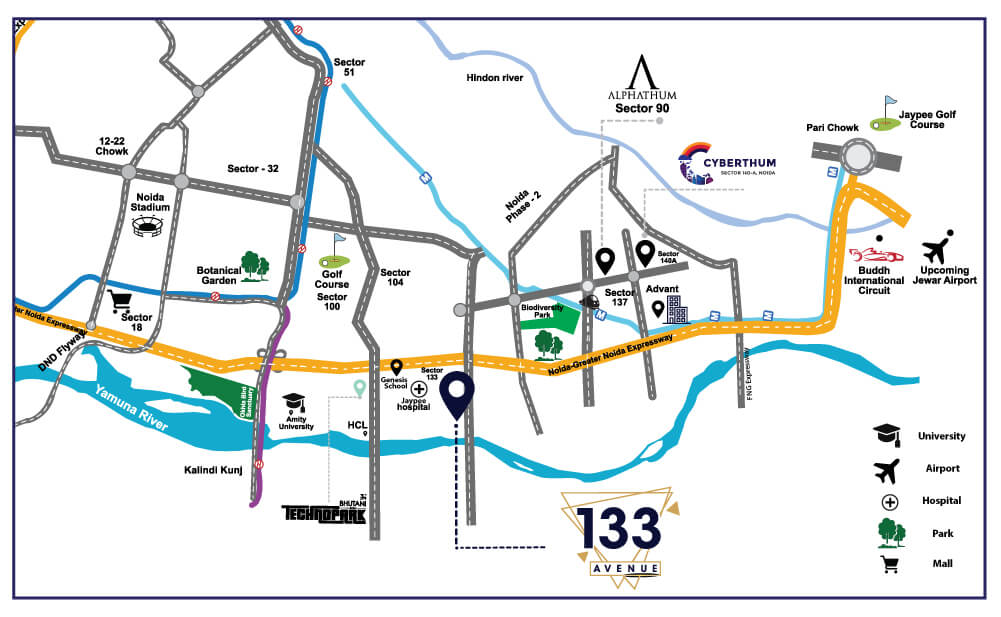 Sector
51
Hindon river
ALPHATHUM
Sector 90
Jaypee Golf
Course
Pari Chowk
12-22
Chowk
Sector - 32
CYBERTHUM
SECTOR 140-A, NOIDA
Noida
Stadium
Noida
Phase - 2
Botanical
Garden
Golf
Course
Sector
100
Sector
104
Sector
140A
Sector
137
Advant
Buddh
International
Circuit
Upcoming
Jewar Airport
Sector
18
Biodiversity
Park
ter Noida Expressway
DND Flyway
Noida-Greater Noida Expressway
FNG Expressway
Yamuna River
Okhla Bird
Sanctuary
Genesis
School
Sector
133
Jaypee
hospital
Amity
University
HCL
Kalindi Kunj
BHUTANI
TECHNOPARK
133
AVENUE
University
Airport
Hospital
Park
Mall
M
M
M
M
M